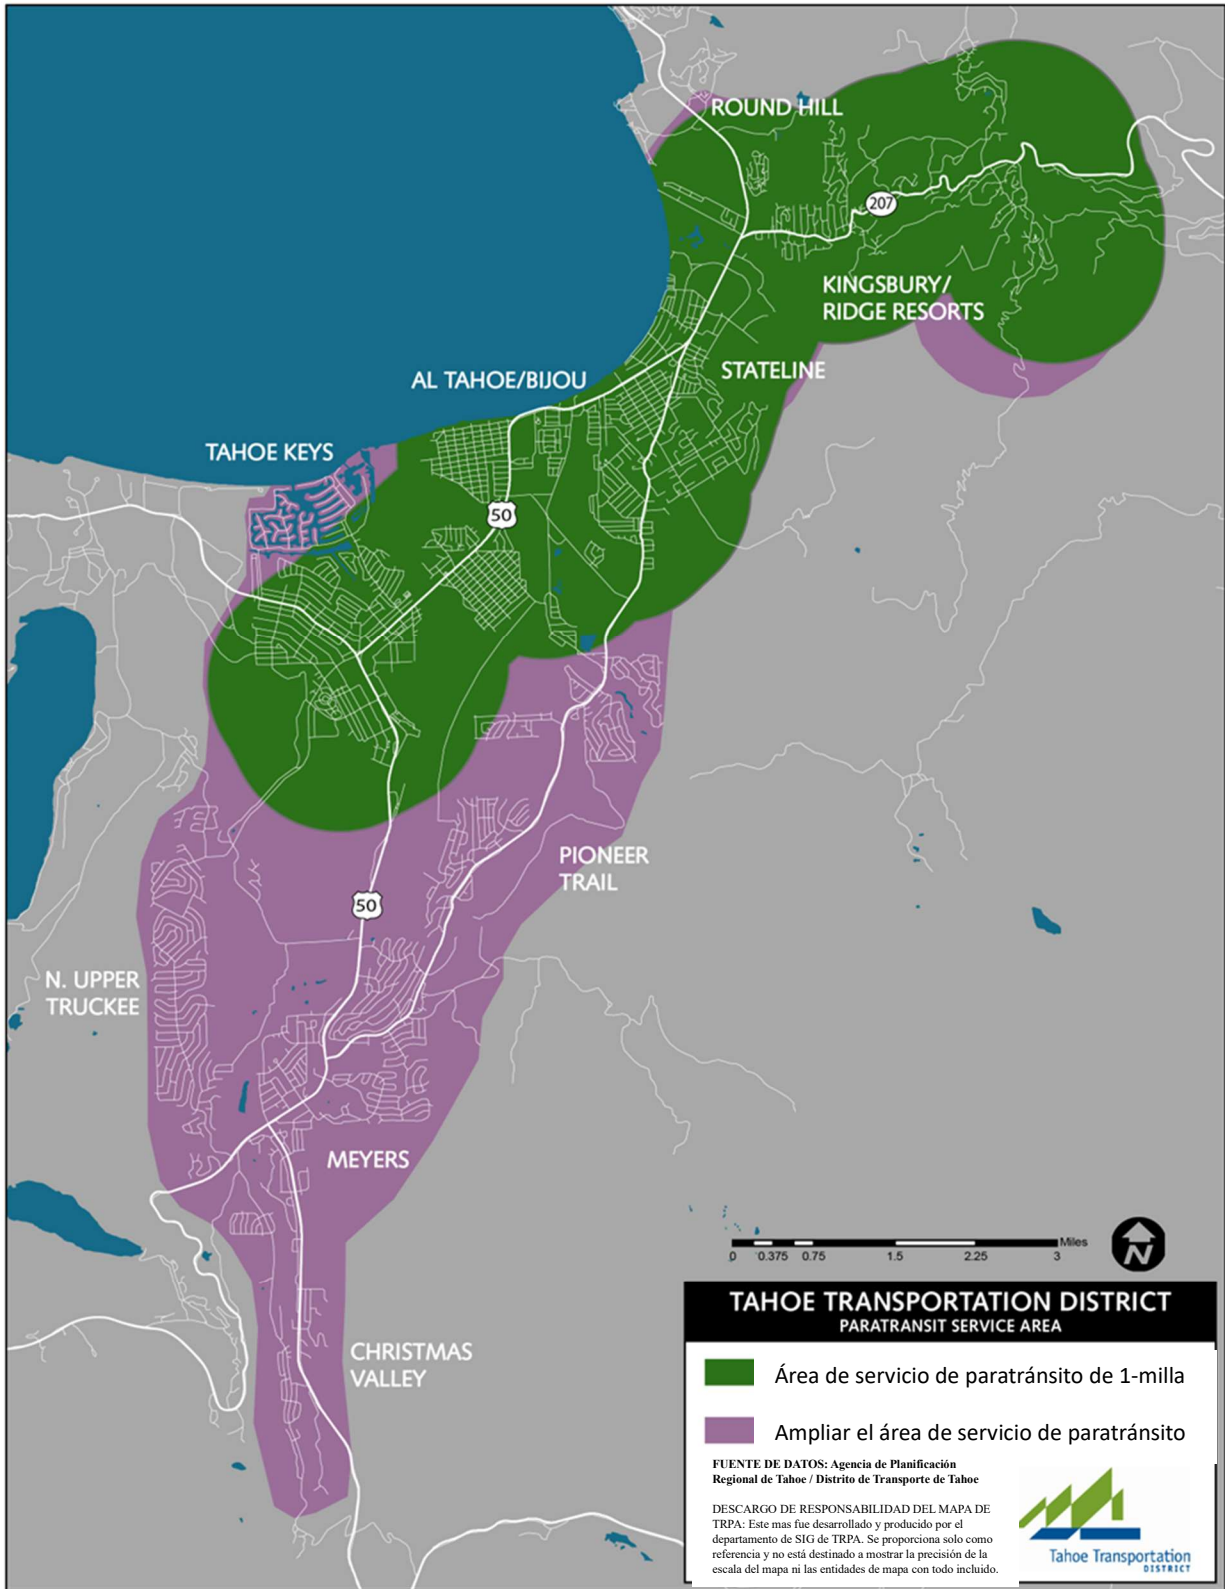 ROUND HILL
207
KINGSBURY/
RIDGE RESORTS
STATELINE
AL TAHOE/BIJOU
TAHOE KEYS
50
PIONEER
TRAIL
50
N. UPPER
TRUCKEE
MEYERS
CHRISTMAS
VALLEY
Miles
0 0.375 0.75 1.5 2.25 3
N
TAHOE TRANSPORTATION DISTRICT
PARATRANSIT SERVICE AREA
Área de servicio de paratránsito de 1-milla
Ampliar el área de servicio de paratránsito
FUENTE DE DATOS: Agencia de Planificación
Regional de Tahoe / Distrito de Transporte de Tahoe
DESCARGO DE RESPONSABILIDAD DEL MAPA DE
TRPA: Este mas fue desarrollado y producido por el
departamento de SIG de TRPA. Se proporciona solo como
referencia y no está destinado a mostrar la precisión de la
escala del mapa ni las entidades de mapa con todo incluido.
Tahoe Transportation
DISTRICT